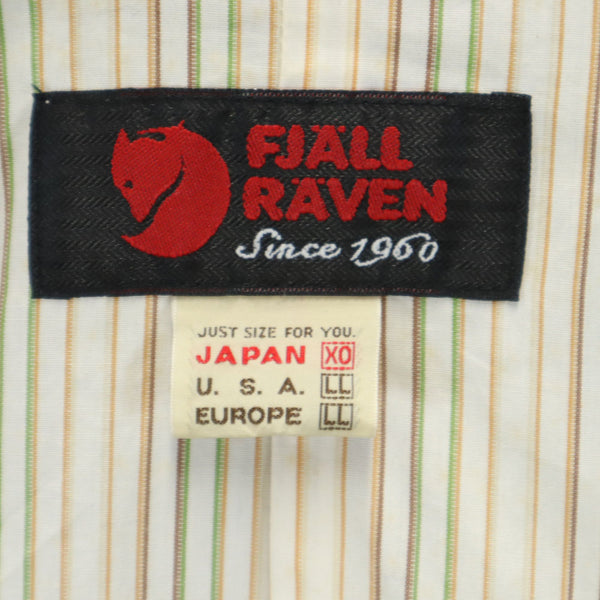 FJÄLL
RÄVEN
Since 1960
JUST SIZE FOR YOU.
JAPAN XO
U. S. A. LL
EUROPE LL